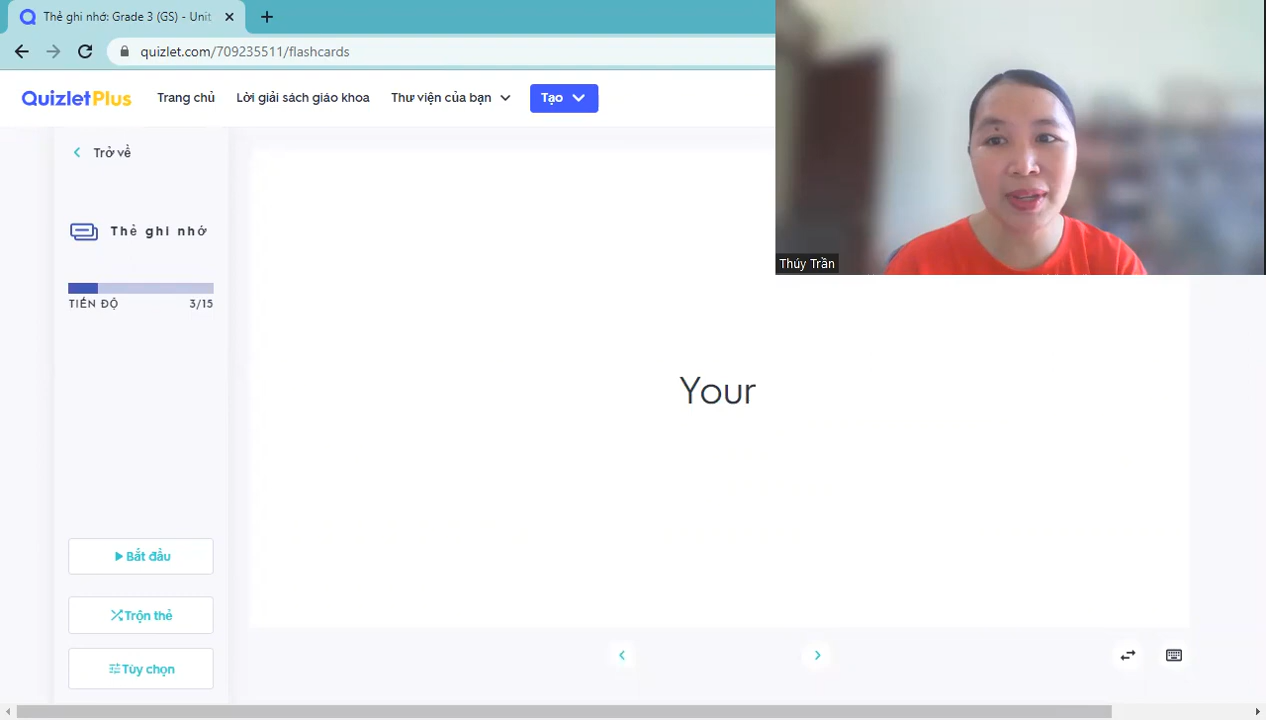 Thẻ ghi nhớ: Grade 3 (GS) - Unit
quizlet.com/709235511/flashcards
QuizletPlus Trang chủ Lời giải sách giáo khoa Thư viện của bạn Tạo
Trở về
Thẻ ghi nhớ
TIẾN ĐỘ 3/15
Your
Thúy Trần
Bắt đầu
Trộn thẻ
Tùy chọn